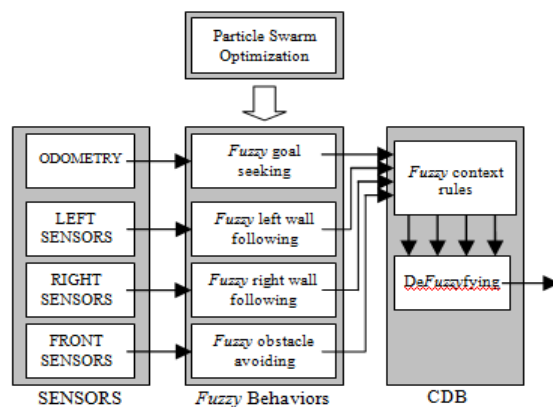 Particle Swarm
Optimization
ODOMETRY
Fuzzy goal
seeking
Fuzzy context
rules
LEFT
SENSORS
Fuzzy left wall
following
RIGHT
SENSORS
Fuzzy right wall
following
DeFuzzyfying
FRONT
SENSORS
Fuzzy obstacle
avoiding
SENSORS
Fuzzy Behaviors
CDB